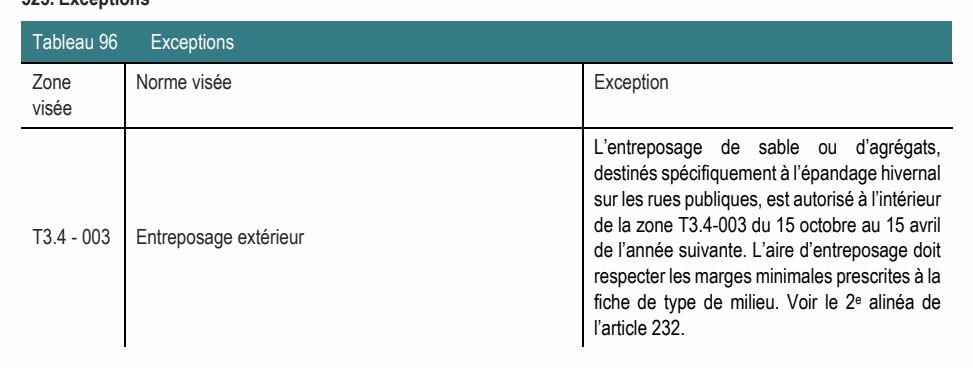 525. Exceptions
Tableau 96 Exceptions
Zone visée
Norme visée
Exception
T3.4 - 003
Entreposage extérieur
L'entreposage de sable ou d'agrégats,
destinés spécifiquement à l'épandage hivernal
sur les rues publiques, est autorisé à l'intérieur
de la zone T3.4-003 du 15 octobre au 15 avril
de l'année suivante. L'aire d'entreposage doit
respecter les marges minimales prescrites à la
fiche de type de milieu. Voir le 2e alinéa de
l'article 232.